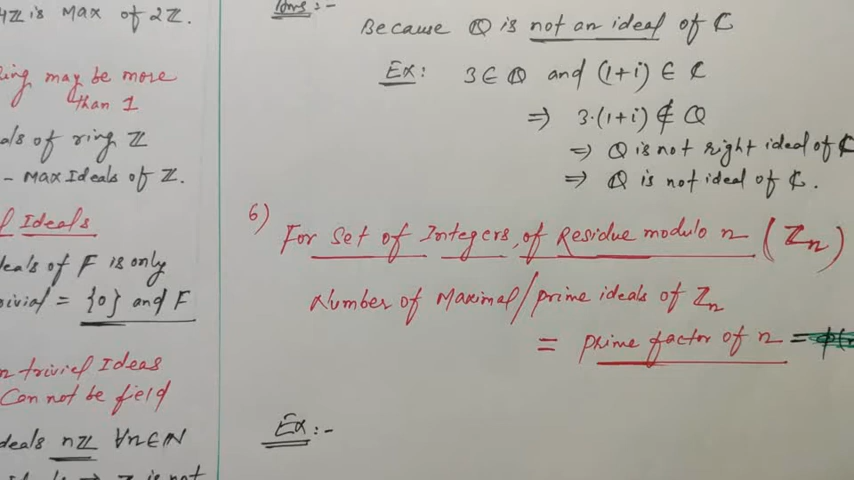 4ℤ is Max of 2ℤ.
Ring may be more
than 1
als of ring ℤ
- Max Ideals of ℤ.
l Ideals
deals of F is only
rivial = {0} and F
n trivial Ideas
Can not be field
deals nℤ ∀n∈ℕ
Ans:-
Because ℚ is not an ideal of ℂ
Ex: 3∈ℚ and (1+i) ∈ ℂ
⇒ 3·(1+i) ∉ ℚ
⇒ ℚ is not right ideal of ℂ
⇒ ℚ is not ideal of ℂ.
6) For Set of Integers, of Residue modulo n (ℤn)
Number of Maximal/prime ideals of ℤn
= prime factor of n =
Ex:-